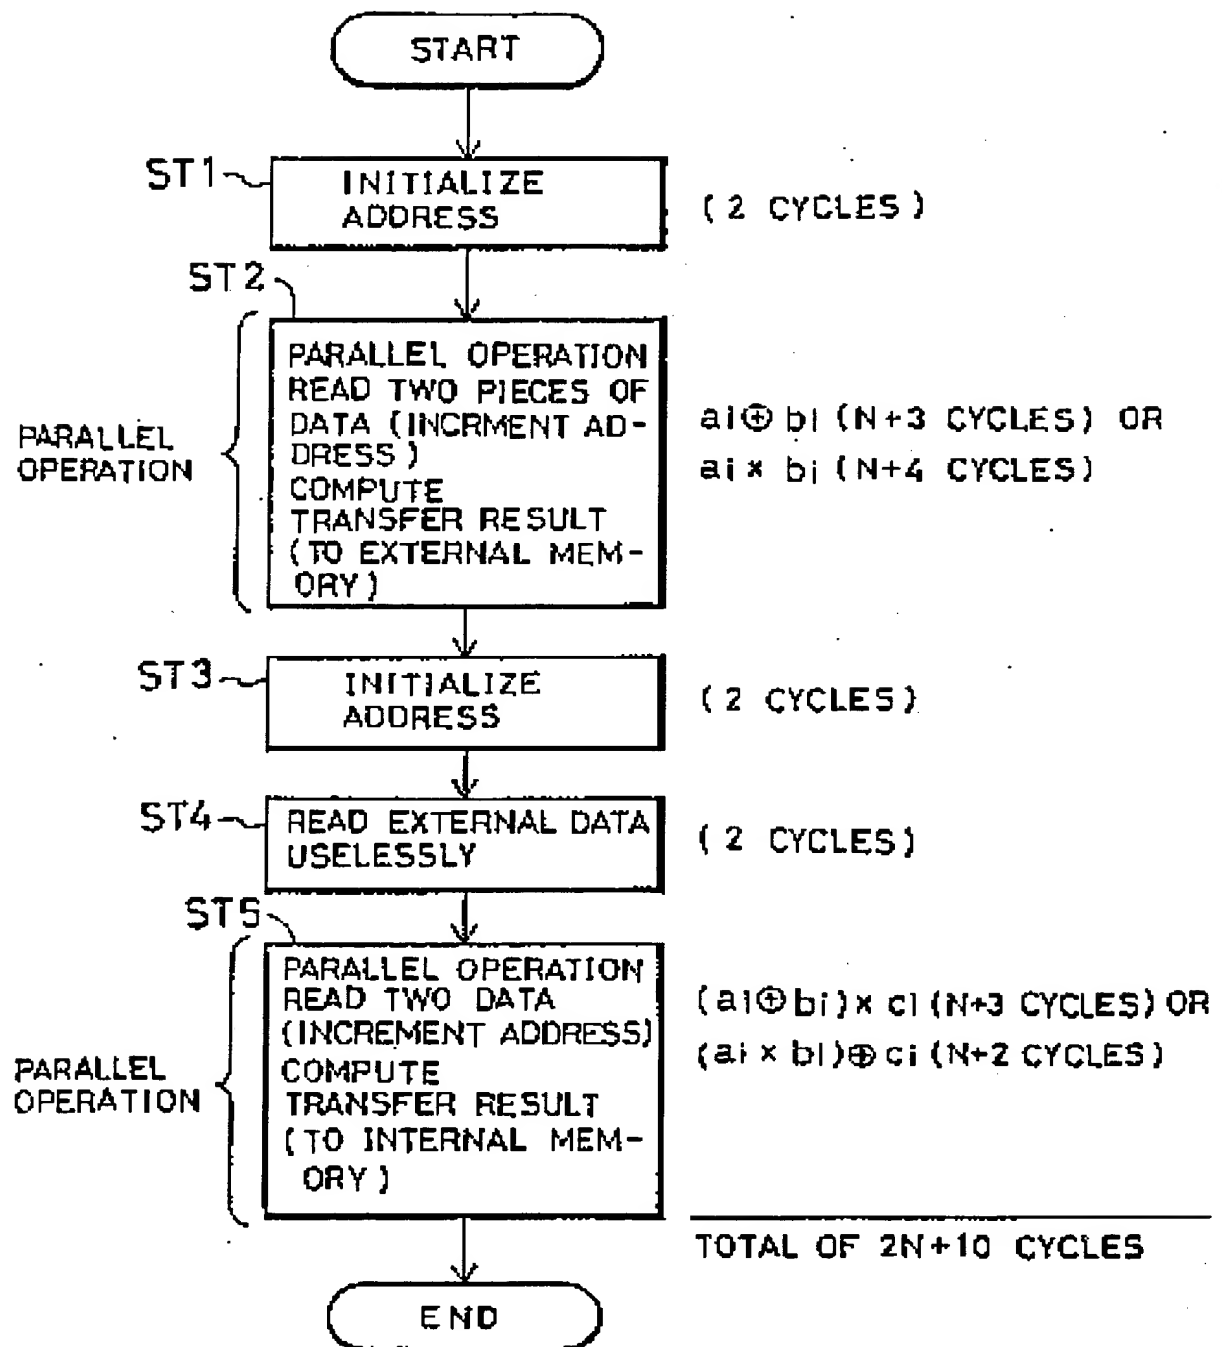 START
ST1
INITIALIZE
ADDRESS
(2 CYCLES)
ST2
PARALLEL
OPERATION
PARALLEL OPERATION
READ TWO PIECES OF
DATA (INCRMENT AD-
DRESS)
COMPUTE
TRANSFER RESULT
(TO EXTERNAL MEM-
ORY)
ai⊕bi (N+3 CYCLES) OR
ai × bi (N+4 CYCLES)
ST3
INITIALIZE
ADDRESS
(2 CYCLES)
ST4
READ EXTERNAL DATA
USELESSLY
(2 CYCLES)
ST5
PARALLEL
OPERATION
PARALLEL OPERATION
READ TWO DATA
(INCREMENT ADDRESS)
COMPUTE
TRANSFER RESULT
(TO INTERNAL MEM-
ORY)
(ai⊕bi)× ci (N+3 CYCLES) OR
(ai × bi)⊕ci (N+2 CYCLES)
TOTAL OF 2N+10 CYCLES
END